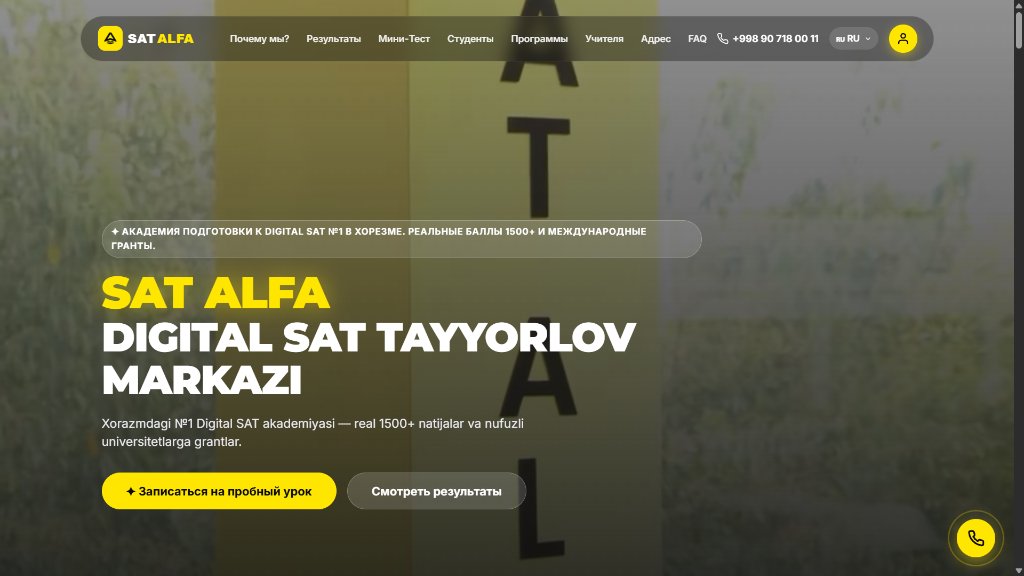 SAT ALFA
Почему мы? Результаты Мини-Тест Студенты Программы Учителя Адрес FAQ +998 90 718 00 11 RU RU
A
T
✦ АКАДЕМИЯ ПОДГОТОВКИ К DIGITAL SAT №1 В ХОРЕЗМЕ. РЕАЛЬНЫЕ БАЛЛЫ 1500+ И МЕЖДУНАРОДНЫЕ
ГРАНТЫ.
SAT ALFA
DIGITAL SAT TAYYORLOV
MARKAZI
A
L
Xorazmdagi №1 Digital SAT akademiyasi — real 1500+ natijalar va nufuzli
universitetlarga grantlar.
✦ Записаться на пробный урок
Смотреть результаты